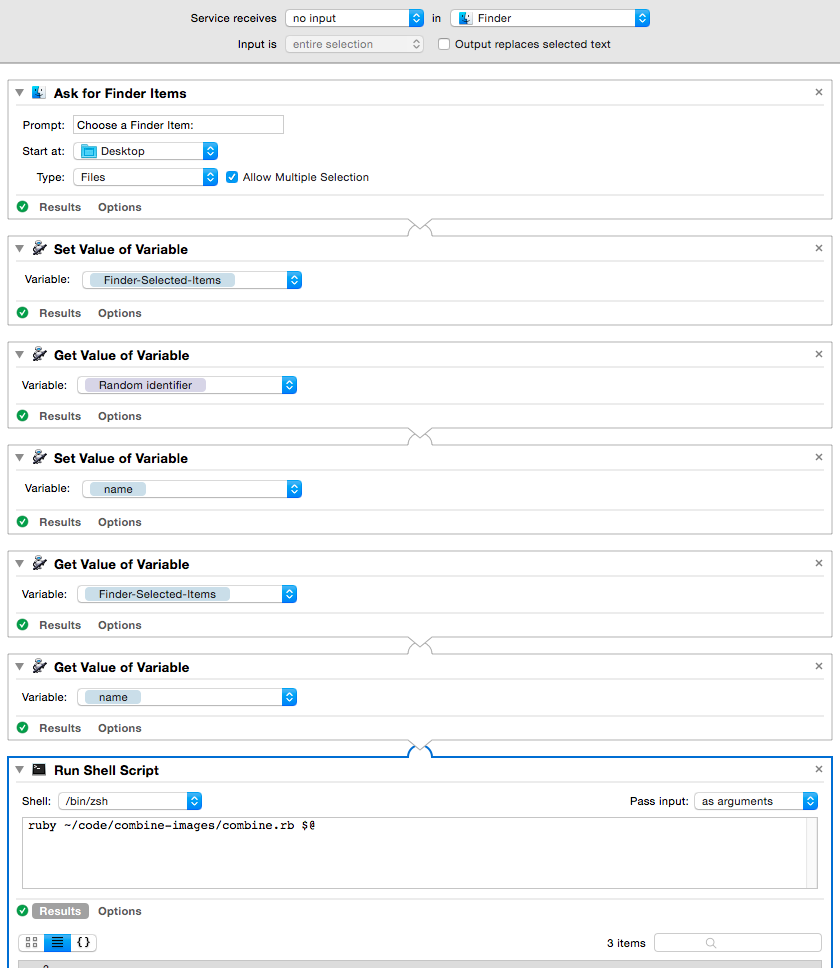 Service receives no input in Finder
Input is entire selection Output replaces selected text
Ask for Finder Items
Prompt: Choose a Finder Item:
Start at: Desktop
Type: Files Allow Multiple Selection
Results Options
Set Value of Variable
Variable: Finder-Selected-Items
Results Options
Get Value of Variable
Variable: Random identifier
Results Options
Set Value of Variable
Variable: name
Results Options
Get Value of Variable
Variable: Finder-Selected-Items
Results Options
Get Value of Variable
Variable: name
Results Options
Run Shell Script
Shell: /bin/zsh Pass input: as arguments
ruby ~/code/combine-images/combine.rb $@
Results Options
{} 3 items